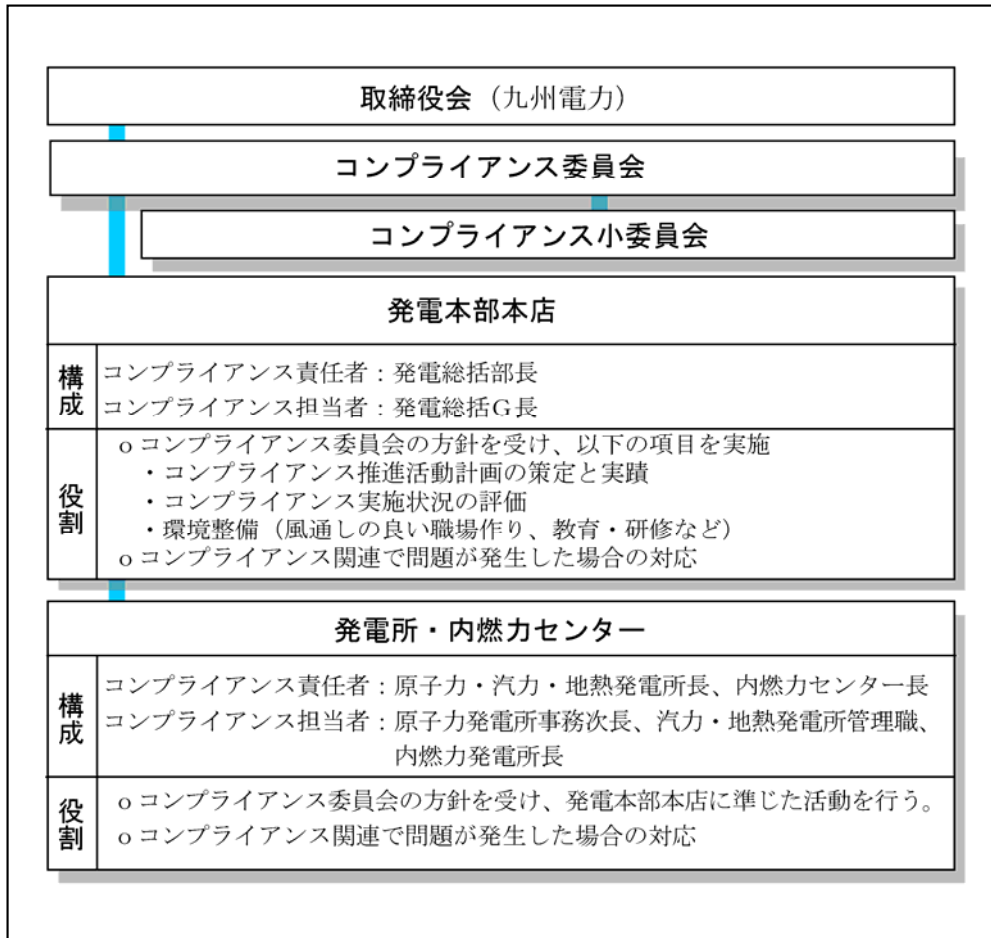 取締役会（九州電力）
コンプライアンス委員会
コンプライアンス小委員会
発電本部本店
構成
コンプライアンス責任者：発電総括部長
コンプライアンス担当者：発電総括Ｇ長
役割
o コンプライアンス委員会の方針を受け、以下の項目を実施
・コンプライアンス推進活動計画の策定と実蹟
・コンプライアンス実施状況の評価
・環境整備（風通しの良い職場作り、教育・研修など）
o コンプライアンス関連で問題が発生した場合の対応
発電所・内燃力センター
構成
コンプライアンス責任者：原子力・汽力・地熱発電所長、内燃力センター長
コンプライアンス担当者：原子力発電所事務次長、汽力・地熱発電所管理職、
内燃力発電所長
役割
o コンプライアンス委員会の方針を受け、発電本部本店に準じた活動を行う。
o コンプライアンス関連で問題が発生した場合の対応